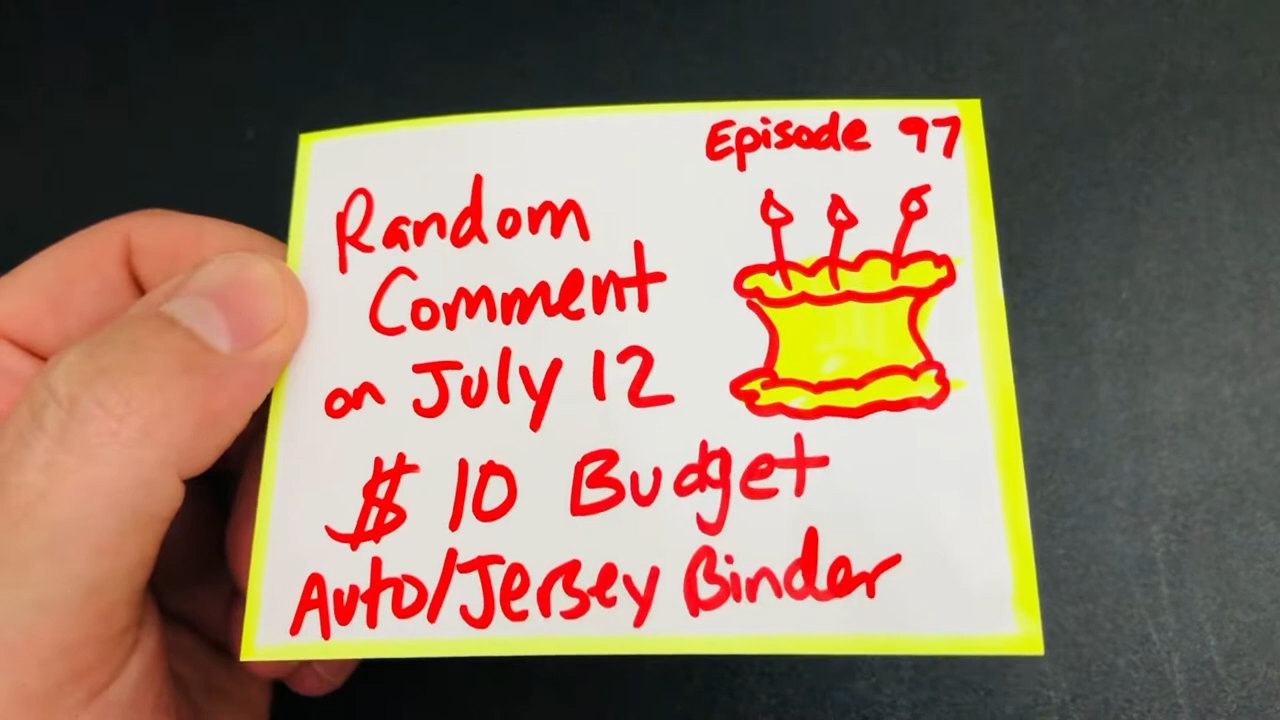 Episode 97
Random
Comment
on July 12
$10 Budget
Auto/Jersey Binder